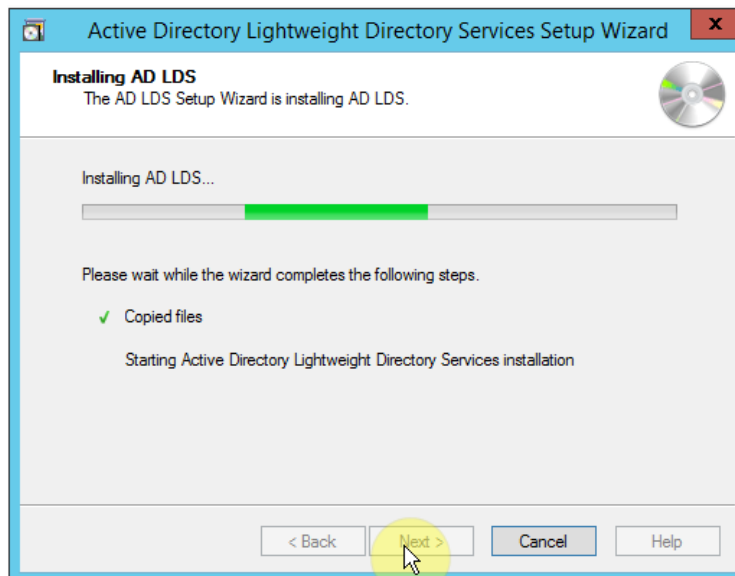 Active Directory Lightweight Directory Services Setup Wizard
x
Installing AD LDS
The AD LDS Setup Wizard is installing AD LDS.
Installing AD LDS...
Please wait while the wizard completes the following steps.
Copied files
Starting Active Directory Lightweight Directory Services installation
< Back Next > Cancel Help